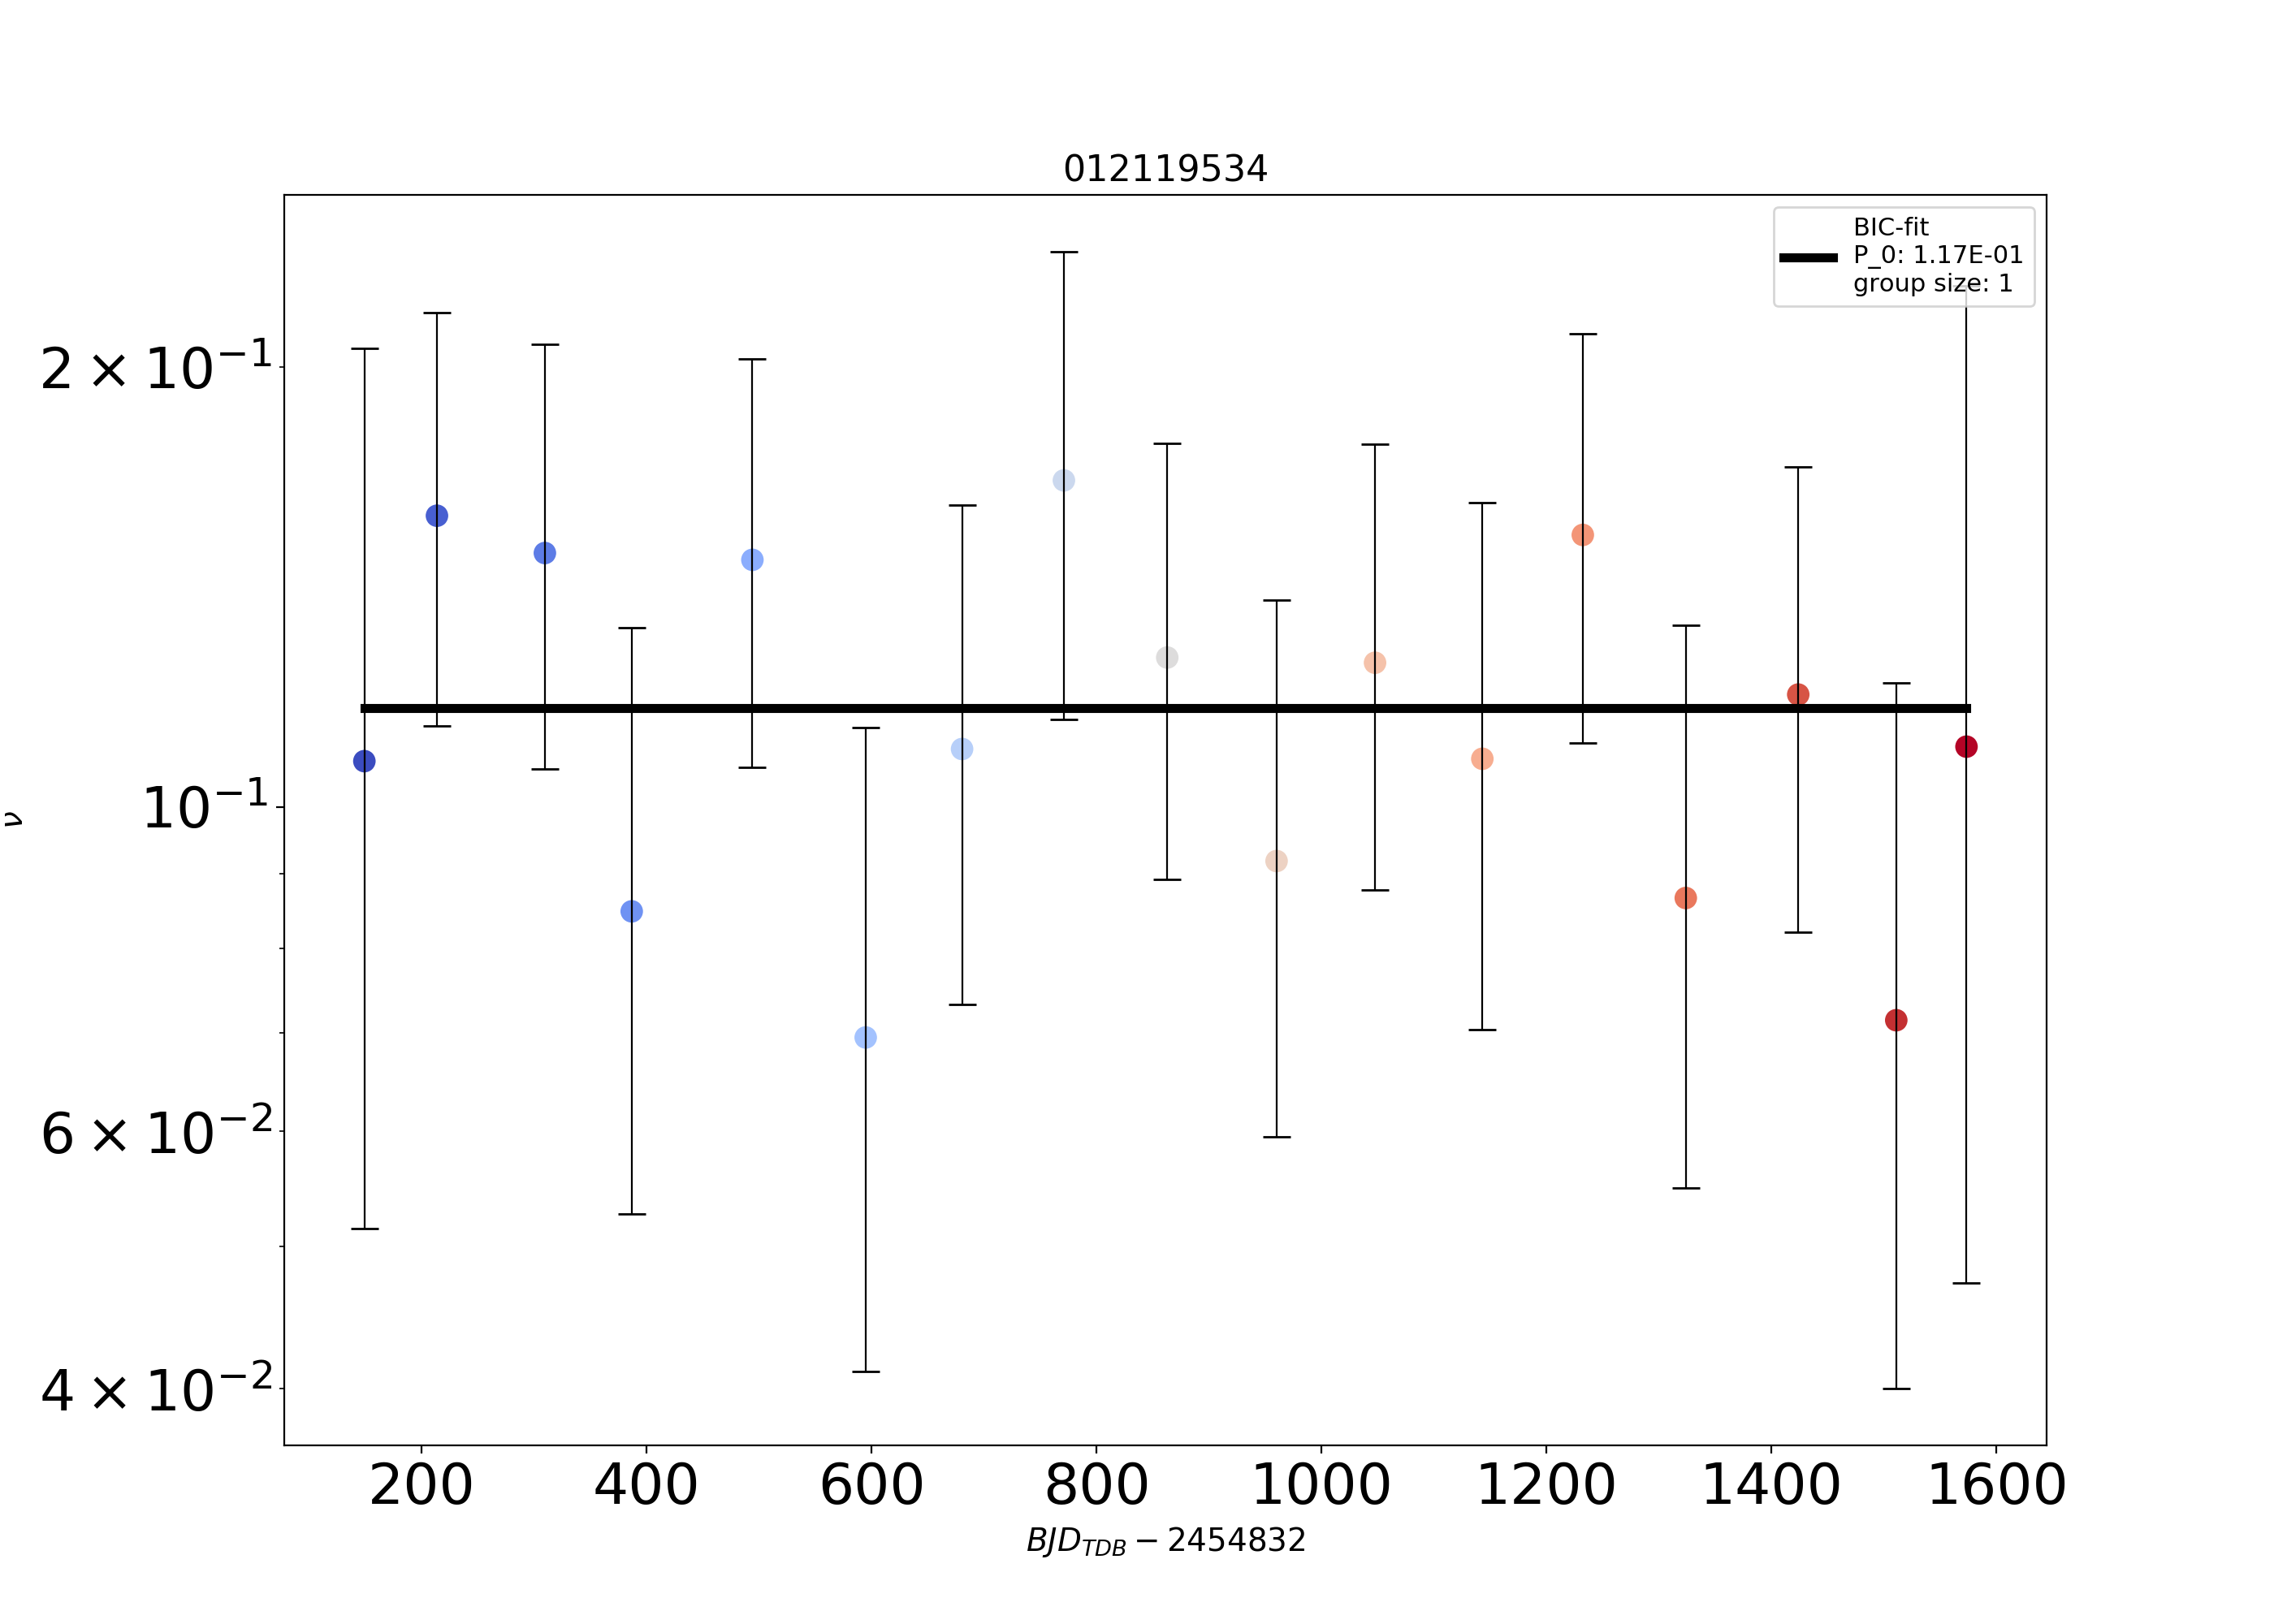 012119534
BIC-fit
P_0: 1.17E-01
group size: 1
2 × 10⁻¹
10⁻¹
6 × 10⁻²
4 × 10⁻²
ν
200 400 600 800 1000 1200 1400 1600
BJD_TDB − 2454832